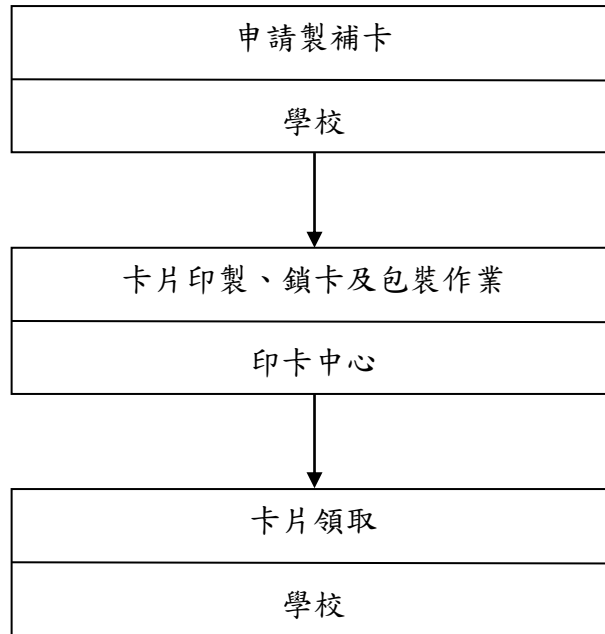 申請製補卡
學校
卡片印製、鎖卡及包裝作業
印卡中心
卡片領取
學校